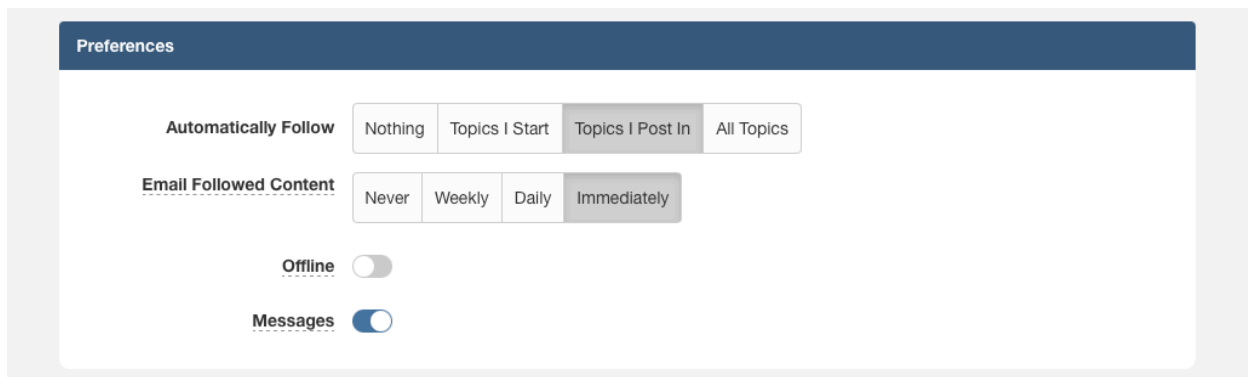 Preferences
Automatically Follow Nothing Topics I Start Topics I Post In All Topics
Email Followed Content Never Weekly Daily Immediately
Offline
Messages